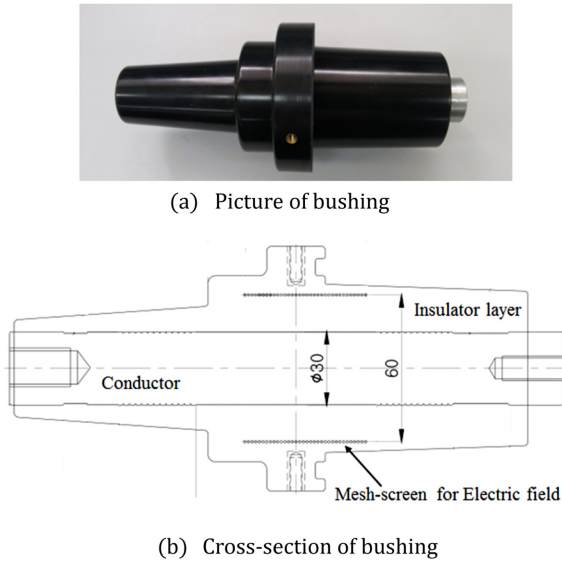 (a) Picture of bushing
Insulator layer
Conductor
ϕ30
60
Mesh-screen for Electric field
(b) Cross-section of bushing